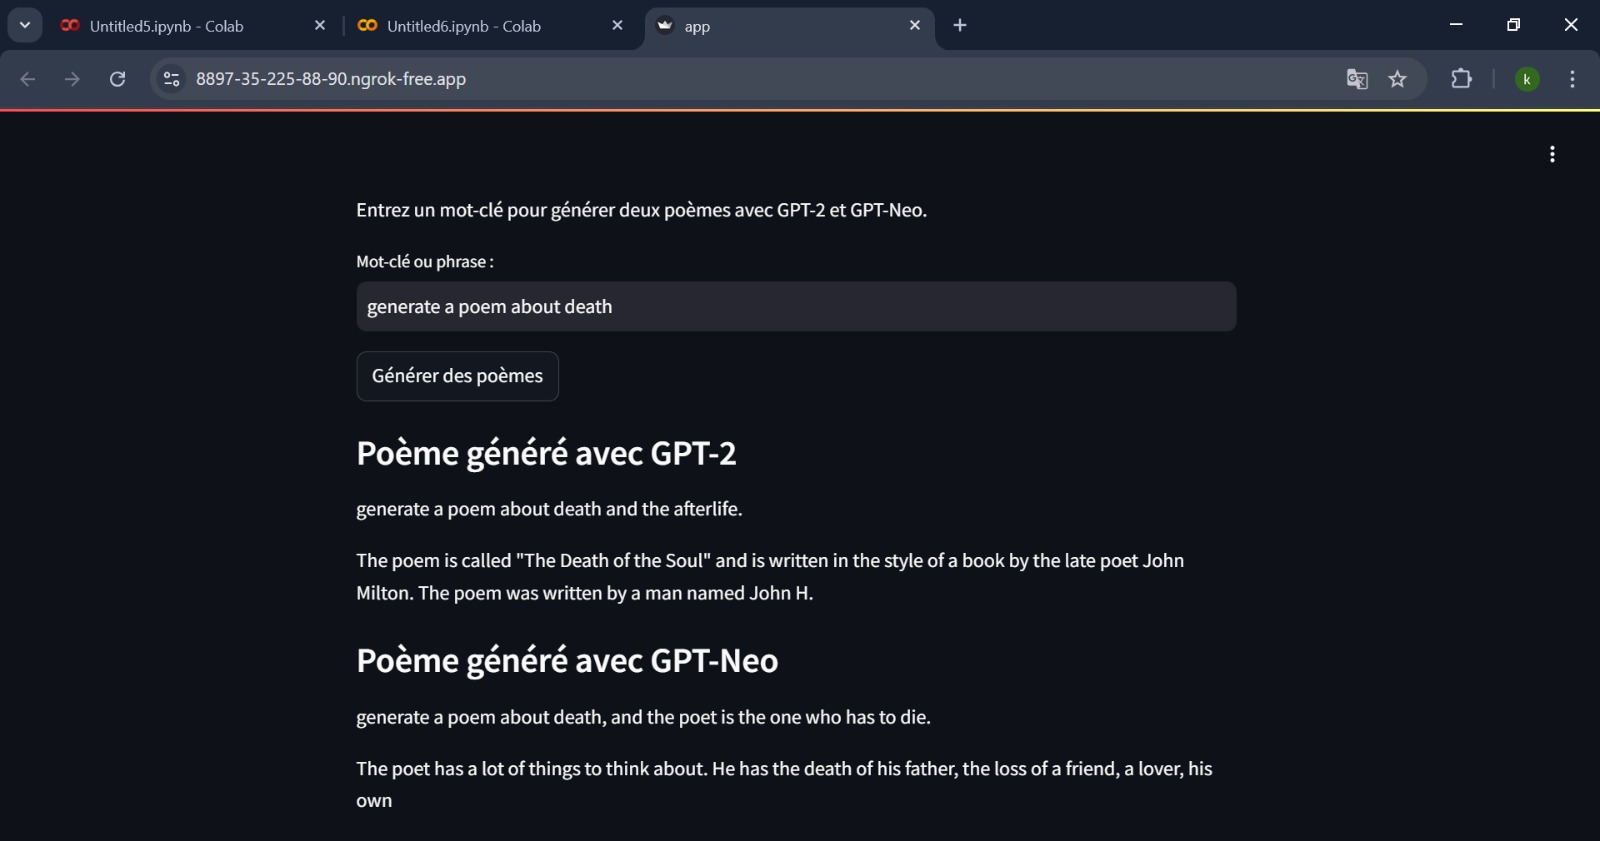 Untitled5.ipynb - Colab
Untitled6.ipynb - Colab
app
8897-35-225-88-90.ngrok-free.app
k
Entrez un mot-clé pour générer deux poèmes avec GPT-2 et GPT-Neo.
Mot-clé ou phrase :
generate a poem about death
Générer des poèmes
Poème généré avec GPT-2
generate a poem about death and the afterlife.
The poem is called "The Death of the Soul" and is written in the style of a book by the late poet John
Milton. The poem was written by a man named John H.
Poème généré avec GPT-Neo
generate a poem about death, and the poet is the one who has to die.
The poet has a lot of things to think about. He has the death of his father, the loss of a friend, a lover, his
own